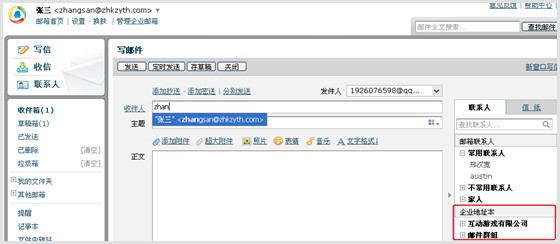 张三 <zhangsan@zhkzyth.com> ▼
邮箱首页 | 设置 - 换肤 | 管理企业邮箱
意见反馈 | 帮助中心
邮件全文搜索...
查找邮件
写信
收信
联系人
收件箱(1)
草稿箱(1)
已发送
已删除 [清空]
垃圾箱 [清空]
我的文件夹
其他邮箱
提醒
记事本
写邮件
发送 定时发送 存草稿 关闭
新窗口写信
添加抄送 - 添加密送 | 分别发送
发件人 1926076598@qq...
收件人 zhan
"张三" <zhangsan@zhkzyth.com>
主题
添加附件 超大附件 照片 表情 音乐 文字格式↓
正文
联系人 信 纸
查找联系人...
邮箱联系人
常用联系人
郑汉宽
austin
不常用联系人
家人
企业地址本
互动游戏有限公司
邮件群组